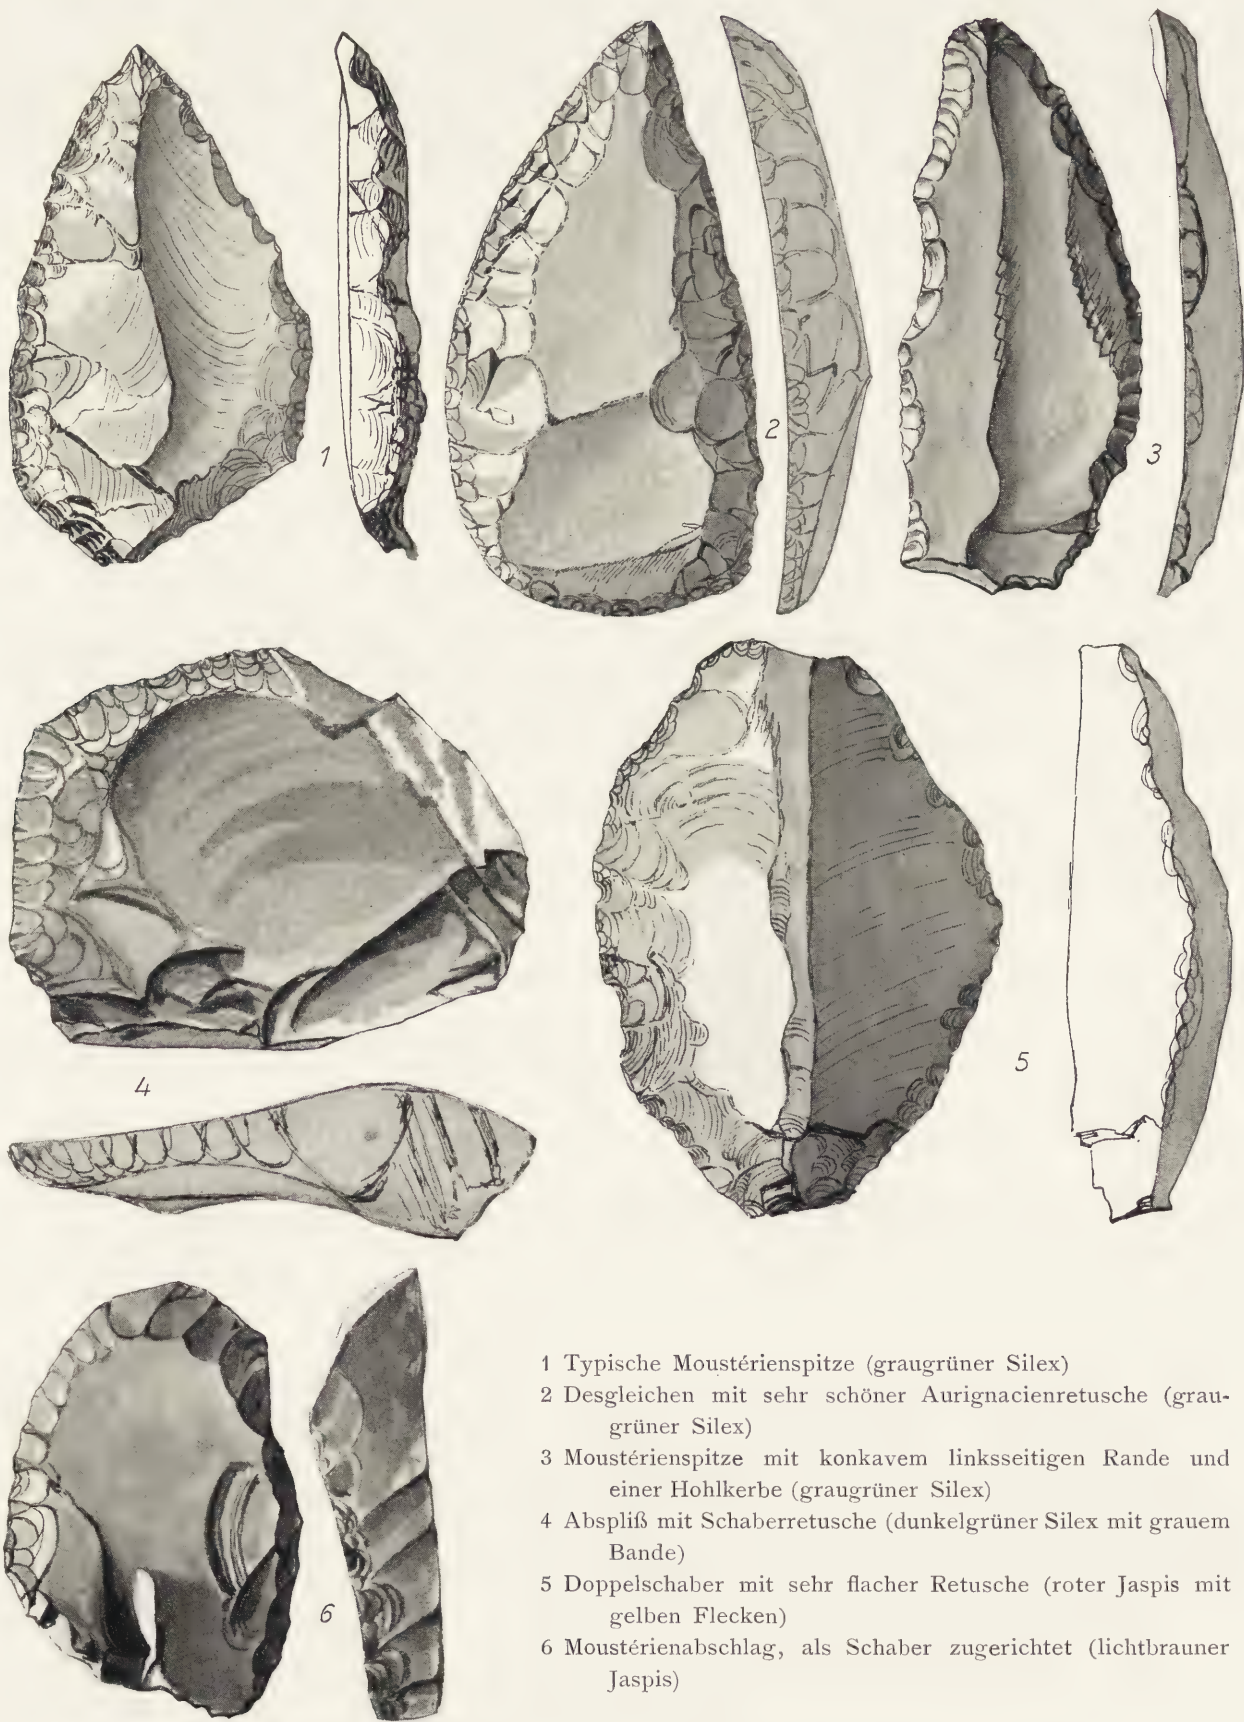 1
2
3
4
5
6
1 Typische Moustérienspitze (graugrüner Silex)
2 Desgleichen mit sehr schöner Aurignacienretusche (grau-
grüner Silex)
3 Moustérienspitze mit konkavem linksseitigen Rande und
einer Hohlkerbe (graugrüner Silex)
4 Abspliß mit Schaberretusche (dunkelgrüner Silex mit grauem
Bande)
5 Doppelschaber mit sehr flacher Retusche (roter Jaspis mit
gelben Flecken)
6 Moustérienabschlag, als Schaber zugerichtet (lichtbrauner
Jaspis)